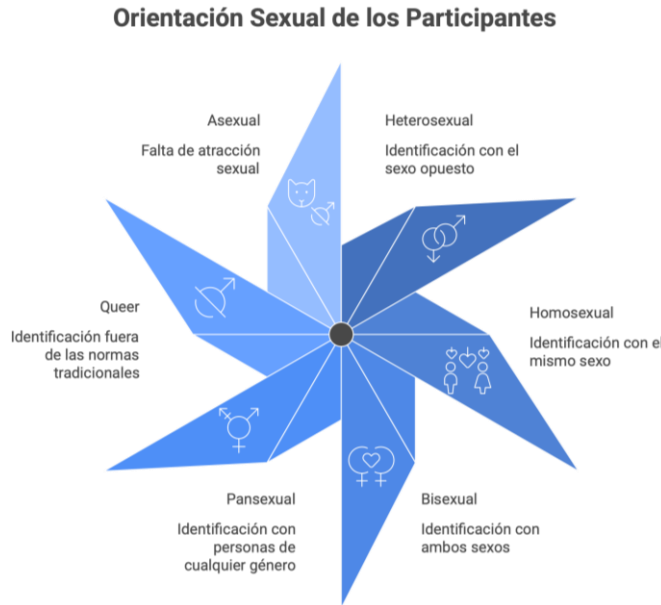 Orientación Sexual de los Participantes
Asexual
Falta de atracción
sexual
Heterosexual
Identificación con el
sexo opuesto
Queer
Identificación fuera
de las normas
tradicionales
Homosexual
Identificación con el
mismo sexo
Pansexual
Identificación con
personas de
cualquier género
Bisexual
Identificación con
ambos sexos